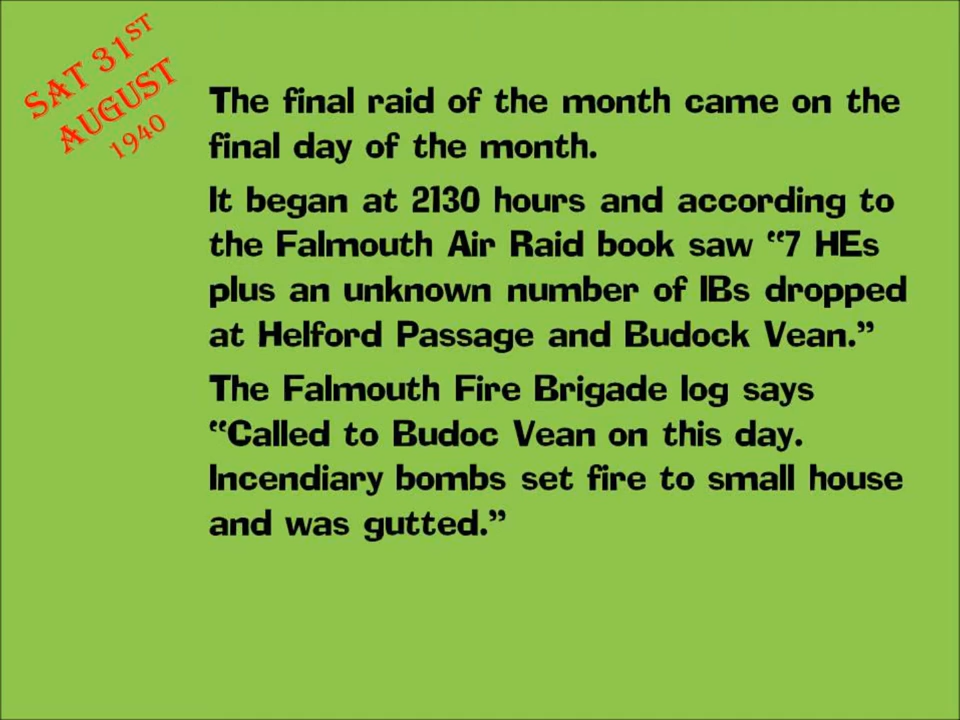 SAT 31ST
AUGUST
1940
The final raid of the month came on the
final day of the month.
It began at 2130 hours and according to
the Falmouth Air Raid book saw “7 HEs
plus an unknown number of IBs dropped
at Helford Passage and Budock Vean.”
The Falmouth Fire Brigade log says
“Called to Budoc Vean on this day.
Incendiary bombs set fire to small house
and was gutted.”